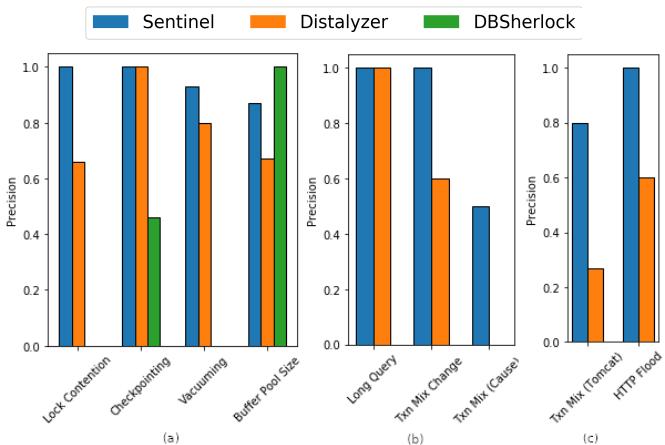 Sentinel Distalyzer DBSherlock
Precision
1.0
0.8
0.6
0.4
0.2
0.0
Lock Contention
Checkpointing
Vacuuming
Buffer Pool Size
(a)
Precision
1.0
0.8
0.6
0.4
0.2
0.0
Long Query
Txn Mix Change
Txn Mix (Cause)
(b)
Precision
1.0
0.8
0.6
0.4
0.2
0.0
Txn Mix (Tomcat)
HTTP Flood
(c)